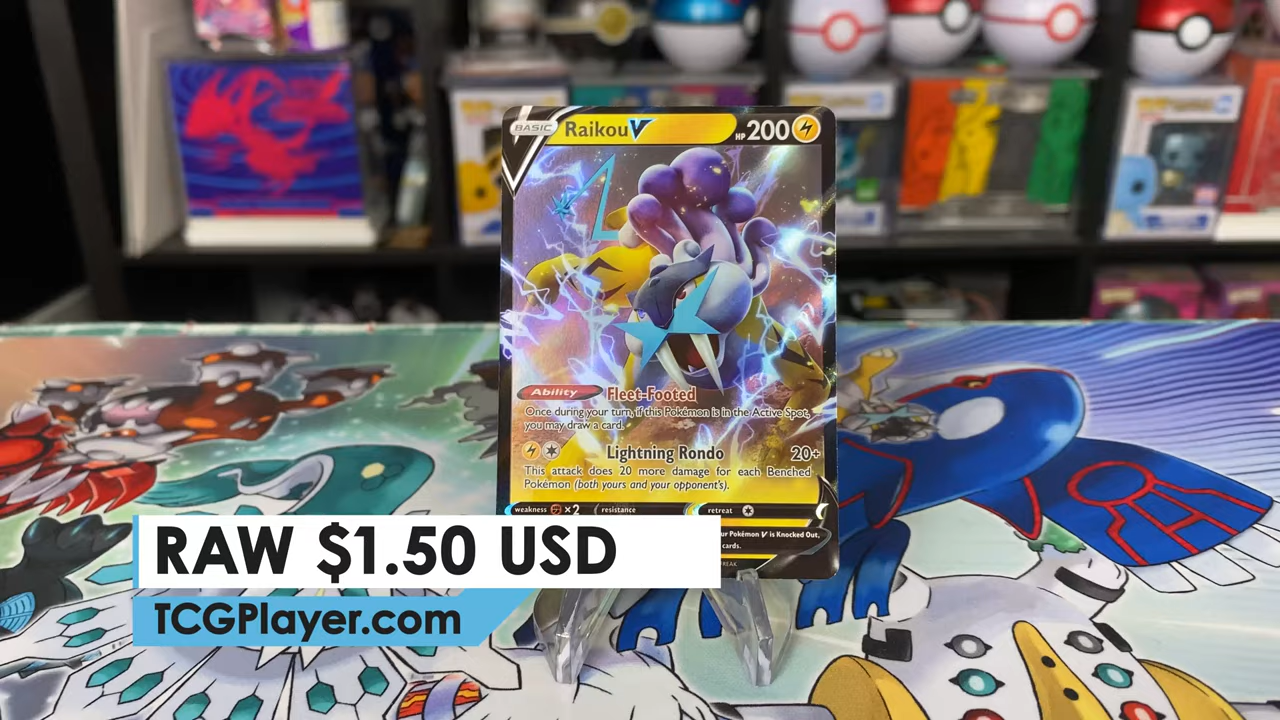 BASIC
Raikou V
HP 200
Ability
Fleet-Footed
Once during your turn, if this Pokémon is in the Active Spot,
you may draw a card.
Lightning Rondo 20+
This attack does 20 more damage for each Benched
Pokémon (both yours and your opponent's).
weakness ×2 resistance retreat
ur Pokémon V is Knocked Out,
cards.
FREAK
RAW $1.50 USD
TCGPlayer.com